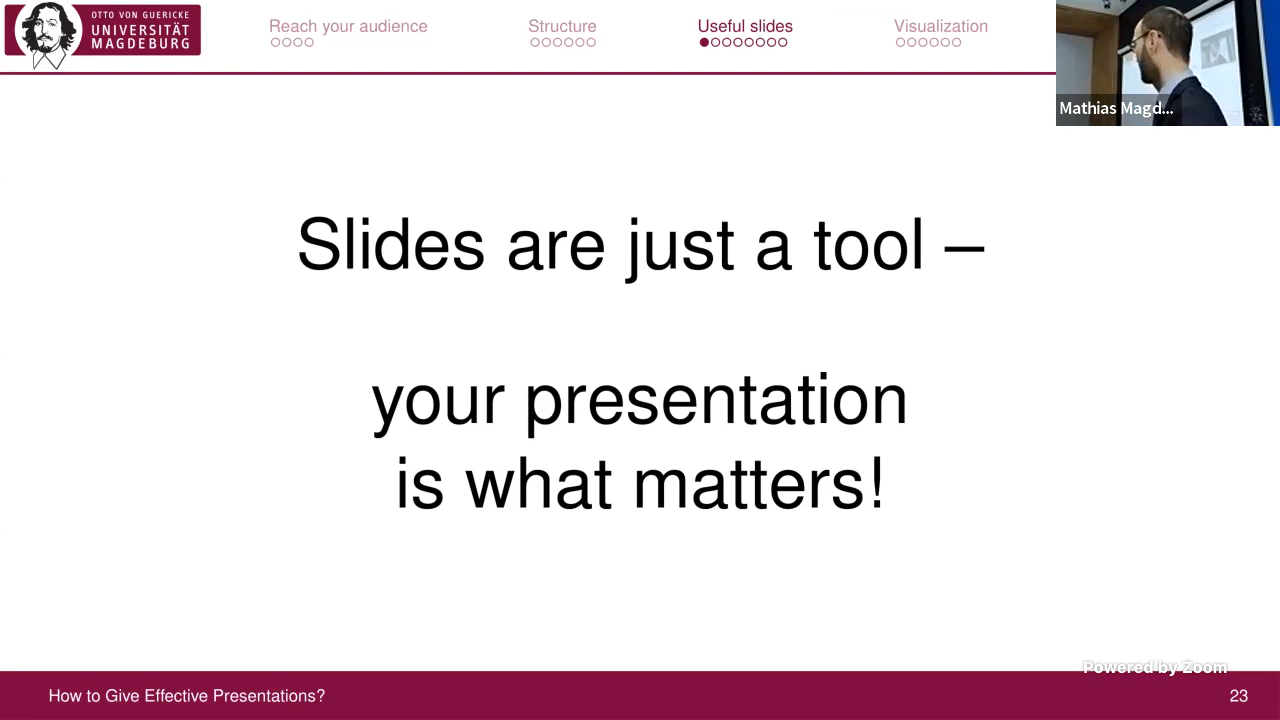 OTTO VON GUERICKE
UNIVERSITÄT
MAGDEBURG
Reach your audience
Structure
Useful slides
Visualization
Mathias Magd...
Slides are just a tool –
your presentation
is what matters!
Powered by Zoom
How to Give Effective Presentations?
23